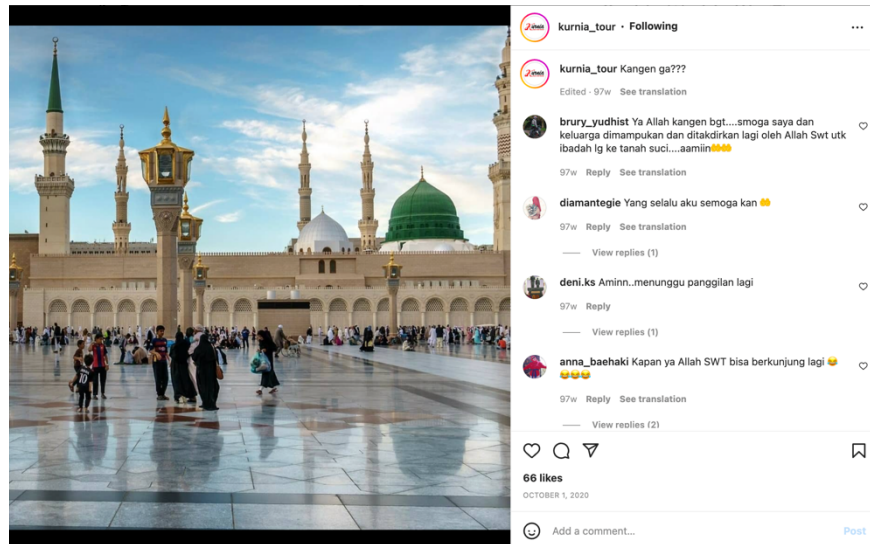 kurnia_tour • Following
kurnia_tour Kangen ga???
Edited · 97w See translation
brury_yudhist Ya Allah kangen bgt....smoga saya dan
keluarga dimampukan dan ditakdirkan lagi oleh Allah Swt utk
ibadah lg ke tanah suci....aamiin
97w Reply See translation
diamantegie Yang selalu aku semoga kan
97w Reply See translation
View replies (1)
deni.ks Aminn..menunggu panggilan lagi
97w Reply
View replies (1)
anna_baehaki Kapan ya Allah SWT bisa berkunjung lagi
97w Reply See translation
View replies (2)
66 likes
OCTOBER 1, 2020
Add a comment...
Post
10